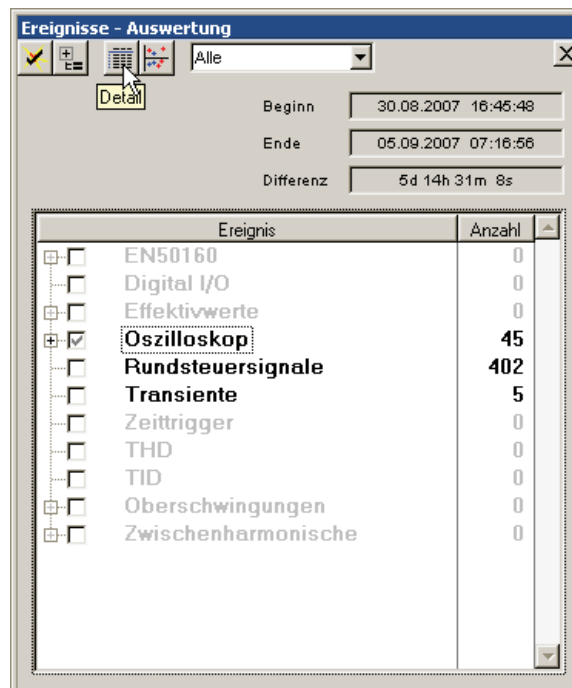 Ereignisse - Auswertung
Alle
Detail
Beginn 30.08.2007 16:45:48
Ende 05.09.2007 07:16:56
Differenz 5d 14h 31m 8s
Ereignis Anzahl
EN50160 0
Digital I/O 0
Effektivwerte 0
Oszilloskop 45
Rundsteuersignale 402
Transiente 5
Zeittrigger 0
THD 0
TID 0
Oberschwingungen 0
Zwischenharmonische 0